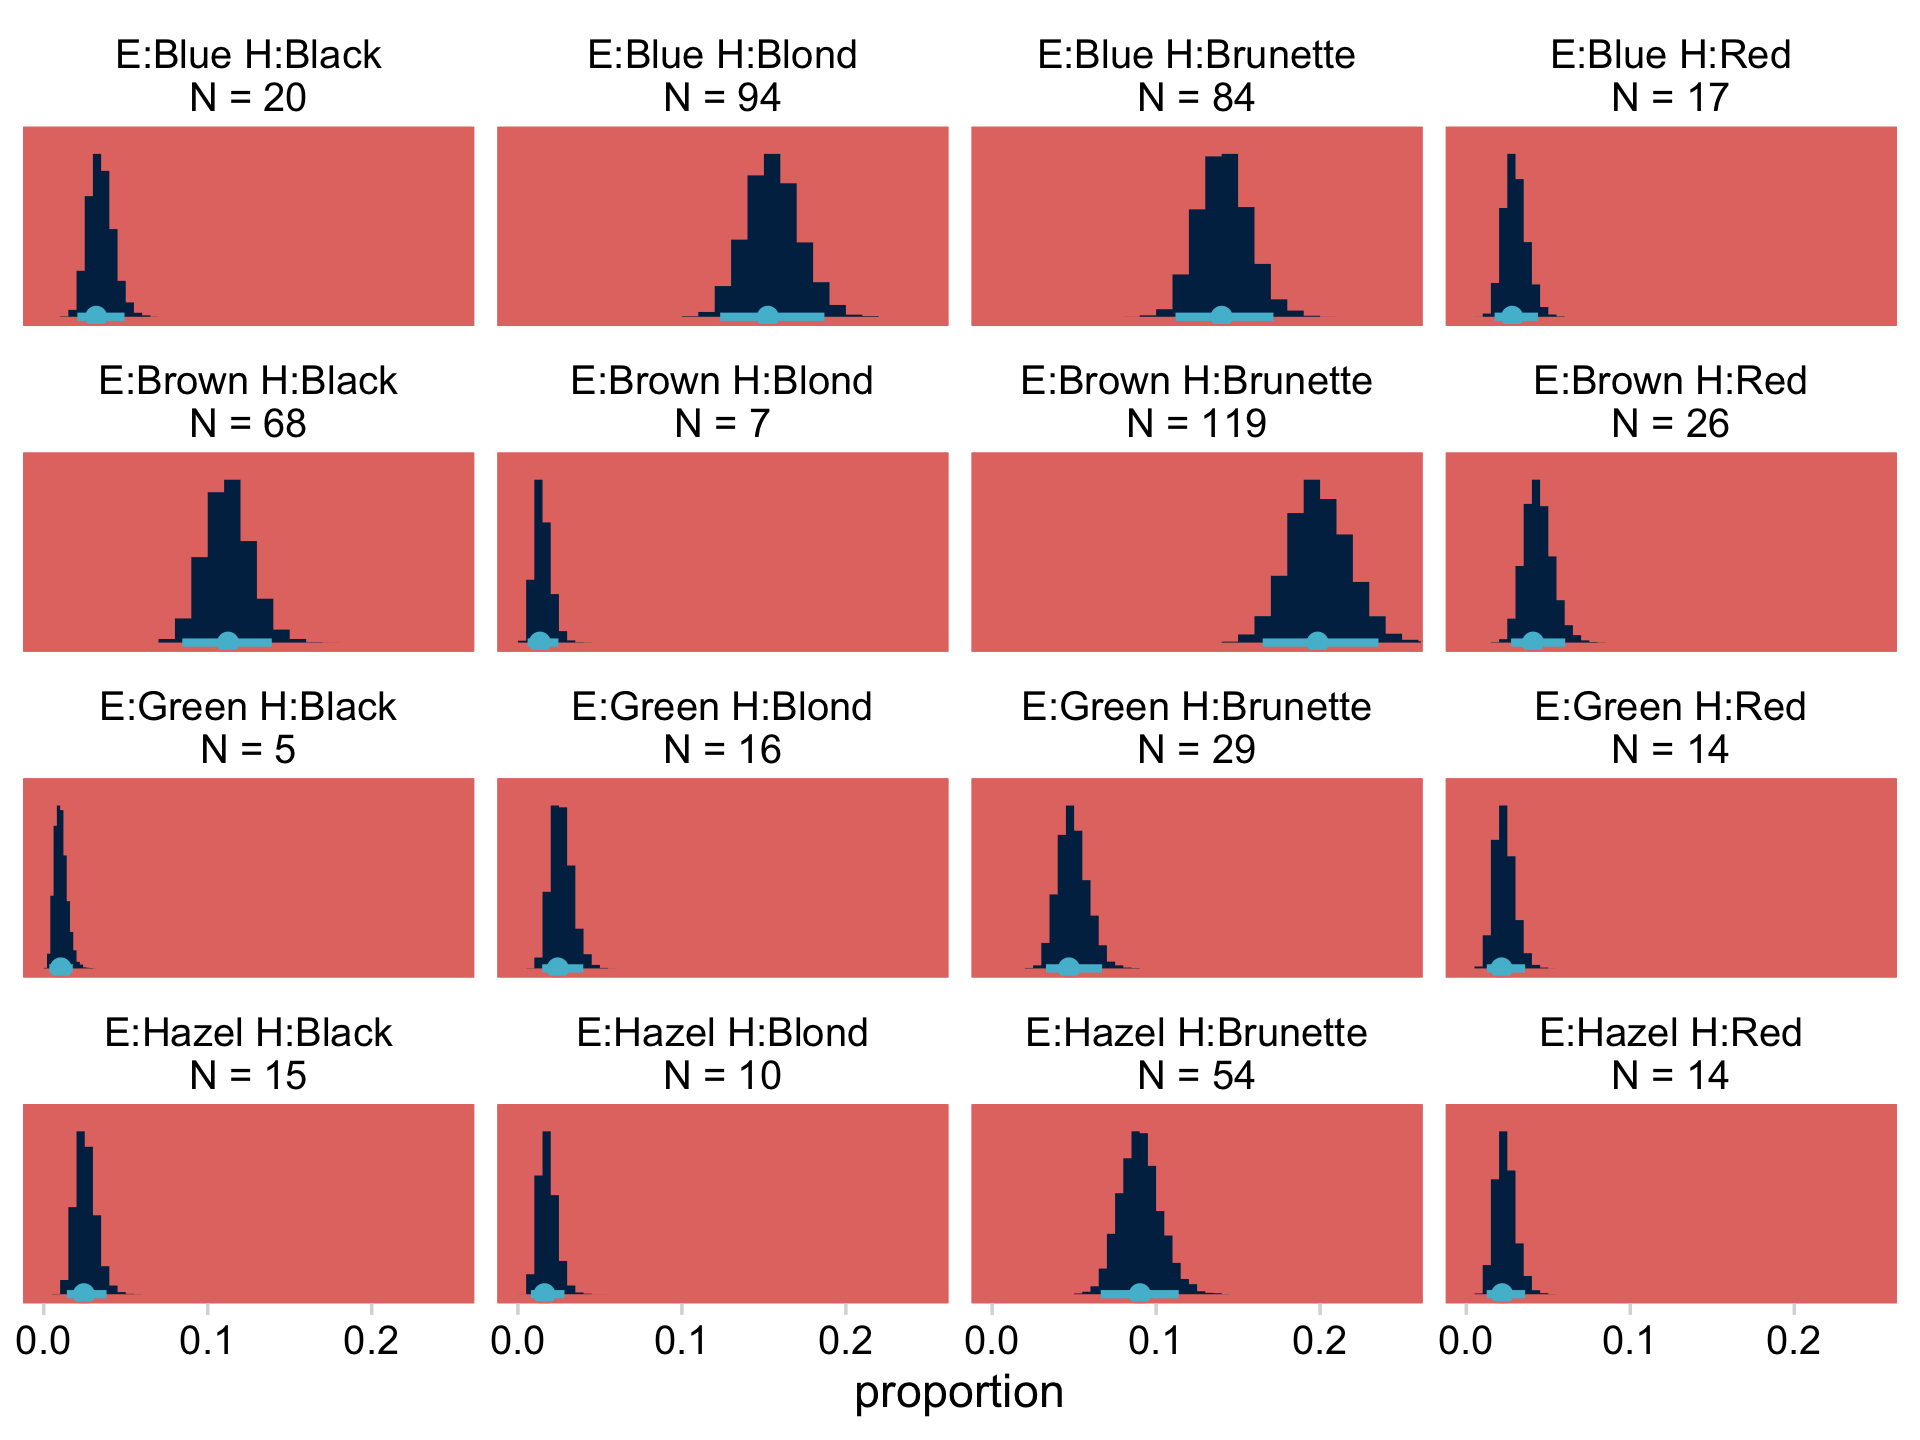 E:Blue H:Black
N = 20
E:Blue H:Blond
N = 94
E:Blue H:Brunette
N = 84
E:Blue H:Red
N = 17
E:Brown H:Black
N = 68
E:Brown H:Blond
N = 7
E:Brown H:Brunette
N = 119
E:Brown H:Red
N = 26
E:Green H:Black
N = 5
E:Green H:Blond
N = 16
E:Green H:Brunette
N = 29
E:Green H:Red
N = 14
E:Hazel H:Black
N = 15
E:Hazel H:Blond
N = 10
E:Hazel H:Brunette
N = 54
E:Hazel H:Red
N = 14
0.0 0.1 0.2 0.0 0.1 0.2 0.0 0.1 0.2 0.0 0.1 0.2
proportion